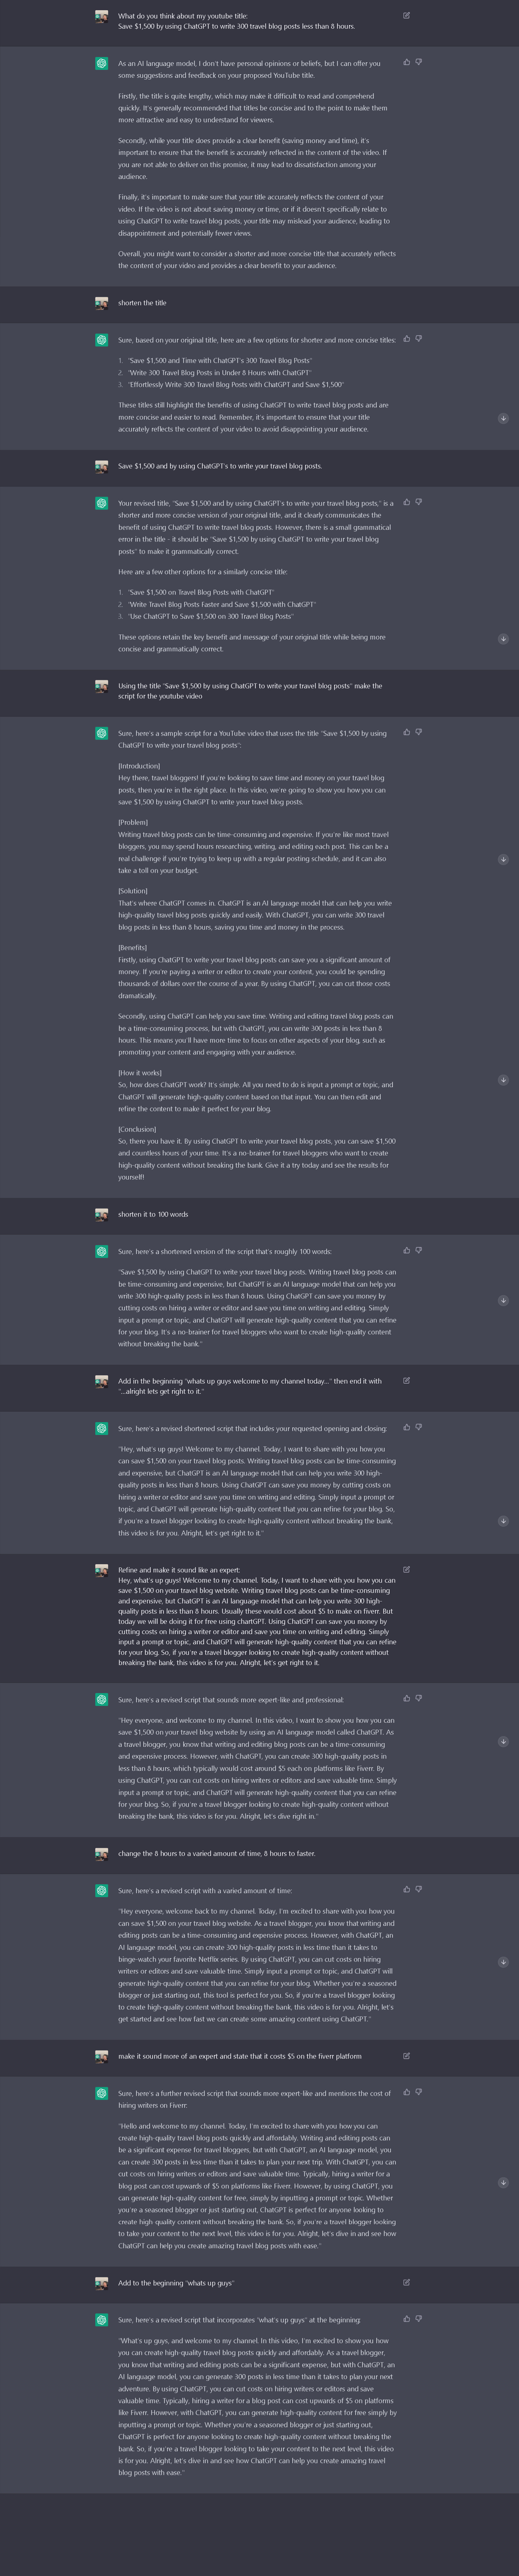 What do you think about my youtube title:
Save $1,500 by using ChatGPT to write 300 travel blog posts less than 8 hours.
As an AI language model, I don't have personal opinions or beliefs, but I can offer you
some suggestions and feedback on your proposed YouTube title.
Firstly, the title is quite lengthy, which may make it difficult to read and comprehend
quickly. It's generally recommended that titles be concise and to the point to make them
more attractive and easy to understand for viewers.
Secondly, while your title does provide a clear benefit (saving money and time), it's
important to ensure that the benefit is accurately reflected in the content of the video. If
you are not able to deliver on this promise, it may lead to dissatisfaction among your
audience.
Finally, it's important to make sure that your title accurately reflects the content of your
video. If the video is not about saving money or time, or if it doesn't specifically relate to
using ChatGPT to write travel blog posts, your title may mislead your audience, leading to
disappointment and potentially fewer views.
Overall, you might want to consider a shorter and more concise title that accurately reflects
the content of your video and provides a clear benefit to your audience.
shorten the title
Sure, based on your original title, here are a few options for shorter and more concise titles:
1. "Save $1,500 and Time with ChatGPT's 300 Travel Blog Posts"
2. "Write 300 Travel Blog Posts in Under 8 Hours with ChatGPT"
3. "Effortlessly Write 300 Travel Blog Posts with ChatGPT and Save $1,500"
These titles still highlight the benefits of using ChatGPT to write travel blog posts and are
more concise and easier to read. Remember, it's important to ensure that your title
accurately reflects the content of your video to avoid disappointing your audience.
Save $1,500 and by using ChatGPT's to write your travel blog posts.
Your revised title, "Save $1,500 and by using ChatGPT's to write your travel blog posts," is a
shorter and more concise version of your original title, and it clearly communicates the
benefit of using ChatGPT to write travel blog posts. However, there is a small grammatical
error in the title - it should be "Save $1,500 by using ChatGPT to write your travel blog
posts" to make it grammatically correct.
Here are a few other options for a similarly concise title:
1. "Save $1,500 on Travel Blog Posts with ChatGPT"
2. "Write Travel Blog Posts Faster and Save $1,500 with ChatGPT"
3. "Use ChatGPT to Save $1,500 on 300 Travel Blog Posts"
These options retain the key benefit and message of your original title while being more
concise and grammatically correct.
Using the title "Save $1,500 by using ChatGPT to write your travel blog posts" make the
script for the youtube video
Sure, here's a sample script for a YouTube video that uses the title "Save $1,500 by using
ChatGPT to write your travel blog posts":
[Introduction]
Hey there, travel bloggers! If you're looking to save time and money on your travel blog
posts, then you're in the right place. In this video, we're going to show you how you can
save $1,500 by using ChatGPT to write your travel blog posts.
[Problem]
Writing travel blog posts can be time-consuming and expensive. If you're like most travel
bloggers, you may spend hours researching, writing, and editing each post. This can be a
real challenge if you're trying to keep up with a regular posting schedule, and it can also
take a toll on your budget.
[Solution]
That's where ChatGPT comes in. ChatGPT is an AI language model that can help you write
high-quality travel blog posts quickly and easily. With ChatGPT, you can write 300 travel
blog posts in less than 8 hours, saving you time and money in the process.
[Benefits]
Firstly, using ChatGPT to write your travel blog posts can save you a significant amount of
money. If you're paying a writer or editor to create your content, you could be spending
thousands of dollars over the course of a year. By using ChatGPT, you can cut those costs
dramatically.
Secondly, using ChatGPT can help you save time. Writing and editing travel blog posts can
be a time-consuming process, but with ChatGPT, you can write 300 posts in less than 8
hours. This means you'll have more time to focus on other aspects of your blog, such as
promoting your content and engaging with your audience.
[How it works]
So, how does ChatGPT work? It's simple. All you need to do is input a prompt or topic, and
ChatGPT will generate high-quality content based on that input. You can then edit and
refine the content to make it perfect for your blog.
[Conclusion]
So, there you have it. By using ChatGPT to write your travel blog posts, you can save $1,500
and countless hours of your time. It's a no-brainer for travel bloggers who want to create
high-quality content without breaking the bank. Give it a try today and see the results for
yourself!
shorten it to 100 words
Sure, here's a shortened version of the script that's roughly 100 words:
"Save $1,500 by using ChatGPT to write your travel blog posts. Writing travel blog posts can
be time-consuming and expensive, but ChatGPT is an AI language model that can help you
write 300 high-quality posts in less than 8 hours. Using ChatGPT can save you money by
cutting costs on hiring a writer or editor and save you time on writing and editing. Simply
input a prompt or topic, and ChatGPT will generate high-quality content that you can refine
for your blog. It's a no-brainer for travel bloggers who want to create high-quality content
without breaking the bank."
Add in the beginning "whats up guys welcome to my channel today..." then end it with
"...alright lets get right to it."
Sure, here's a revised shortened script that includes your requested opening and closing:
"Hey, what's up guys! Welcome to my channel. Today, I want to share with you how you
can save $1,500 on your travel blog posts. Writing travel blog posts can be time-consuming
and expensive, but ChatGPT is an AI language model that can help you write 300 high-
quality posts in less than 8 hours. Using ChatGPT can save you money by cutting costs on
hiring a writer or editor and save you time on writing and editing. Simply input a prompt or
topic, and ChatGPT will generate high-quality content that you can refine for your blog. So,
if you're a travel blogger looking to create high-quality content without breaking the bank,
this video is for you. Alright, let's get right to it."
Refine and make it sound like an expert:
Hey, what's up guys! Welcome to my channel. Today, I want to share with you how you can
save $1,500 on your travel blog website. Writing travel blog posts can be time-consuming
and expensive, but ChatGPT is an AI language model that can help you write 300 high-
quality posts in less than 8 hours. Usually these would cost about $5 to make on fiverr. But
today we will be doing it for free using chartGPT. Using ChatGPT can save you money by
cutting costs on hiring a writer or editor and save you time on writing and editing. Simply
input a prompt or topic, and ChatGPT will generate high-quality content that you can refine
for your blog. So, if you're a travel blogger looking to create high-quality content without
breaking the bank, this video is for you. Alright, let's get right to it.
Sure, here's a revised script that sounds more expert-like and professional:
"Hey everyone, and welcome to my channel. In this video, I want to show you how you can
save $1,500 on your travel blog website by using an AI language model called ChatGPT. As
a travel blogger, you know that writing and editing blog posts can be a time-consuming
and expensive process. However, with ChatGPT, you can create 300 high-quality posts in
less than 8 hours, which typically would cost around $5 each on platforms like Fiverr. By
using ChatGPT, you can cut costs on hiring writers or editors and save valuable time. Simply
input a prompt or topic, and ChatGPT will generate high-quality content that you can refine
for your blog. So, if you're a travel blogger looking to create high-quality content without
breaking the bank, this video is for you. Alright, let's dive right in."
change the 8 hours to a varied amount of time, 8 hours to faster.
Sure, here's a revised script with a varied amount of time:
"Hey everyone, welcome back to my channel. Today, I'm excited to share with you how you
can save $1,500 on your travel blog website. As a travel blogger, you know that writing and
editing posts can be a time-consuming and expensive process. However, with ChatGPT, an
AI language model, you can create 300 high-quality posts in less time than it takes to
binge-watch your favorite Netflix series. By using ChatGPT, you can cut costs on hiring
writers or editors and save valuable time. Simply input a prompt or topic, and ChatGPT will
generate high-quality content that you can refine for your blog. Whether you're a seasoned
blogger or just starting out, this tool is perfect for you. So, if you're a travel blogger looking
to create high-quality content without breaking the bank, this video is for you. Alright, let's
get started and see how fast we can create some amazing content using ChatGPT."
make it sound more of an expert and state that it costs $5 on the fiverr platform
Sure, here's a further revised script that sounds more expert-like and mentions the cost of
hiring writers on Fiverr:
"Hello and welcome to my channel. Today, I'm excited to share with you how you can
create high-quality travel blog posts quickly and affordably. Writing and editing posts can
be a significant expense for travel bloggers, but with ChatGPT, an AI language model, you
can create 300 posts in less time than it takes to plan your next trip. With ChatGPT, you can
cut costs on hiring writers or editors and save valuable time. Typically, hiring a writer for a
blog post can cost upwards of $5 on platforms like Fiverr. However, by using ChatGPT, you
can generate high-quality content for free, simply by inputting a prompt or topic. Whether
you're a seasoned blogger or just starting out, ChatGPT is perfect for anyone looking to
create high-quality content without breaking the bank. So, if you're a travel blogger looking
to take your content to the next level, this video is for you. Alright, let's dive in and see how
ChatGPT can help you create amazing travel blog posts with ease."
Add to the beginning "whats up guys"
Sure, here's a revised script that incorporates "what's up guys" at the beginning:
"What's up guys, and welcome to my channel. In this video, I'm excited to show you how
you can create high-quality travel blog posts quickly and affordably. As a travel blogger,
you know that writing and editing posts can be a significant expense, but with ChatGPT, an
AI language model, you can generate 300 posts in less time than it takes to plan your next
adventure. By using ChatGPT, you can cut costs on hiring writers or editors and save
valuable time. Typically, hiring a writer for a blog post can cost upwards of $5 on platforms
like Fiverr. However, with ChatGPT, you can generate high-quality content for free simply by
inputting a prompt or topic. Whether you're a seasoned blogger or just starting out,
ChatGPT is perfect for anyone looking to create high-quality content without breaking the
bank. So, if you're a travel blogger looking to take your content to the next level, this video
is for you. Alright, let's dive in and see how ChatGPT can help you create amazing travel
blog posts with ease."